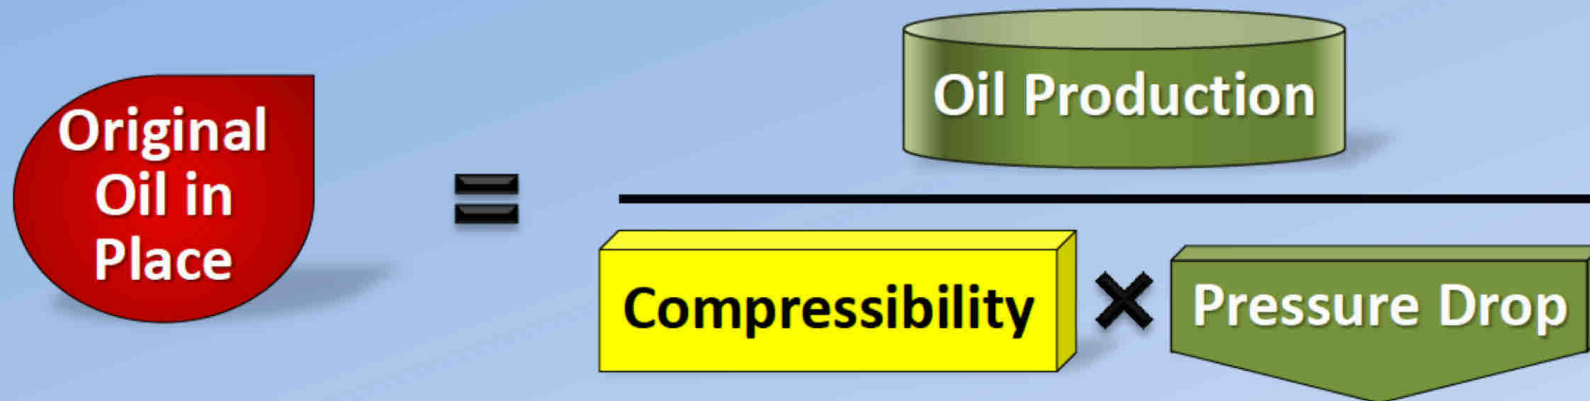 Original
Oil in
Place
=
Oil Production
Compressibility
×
Pressure Drop